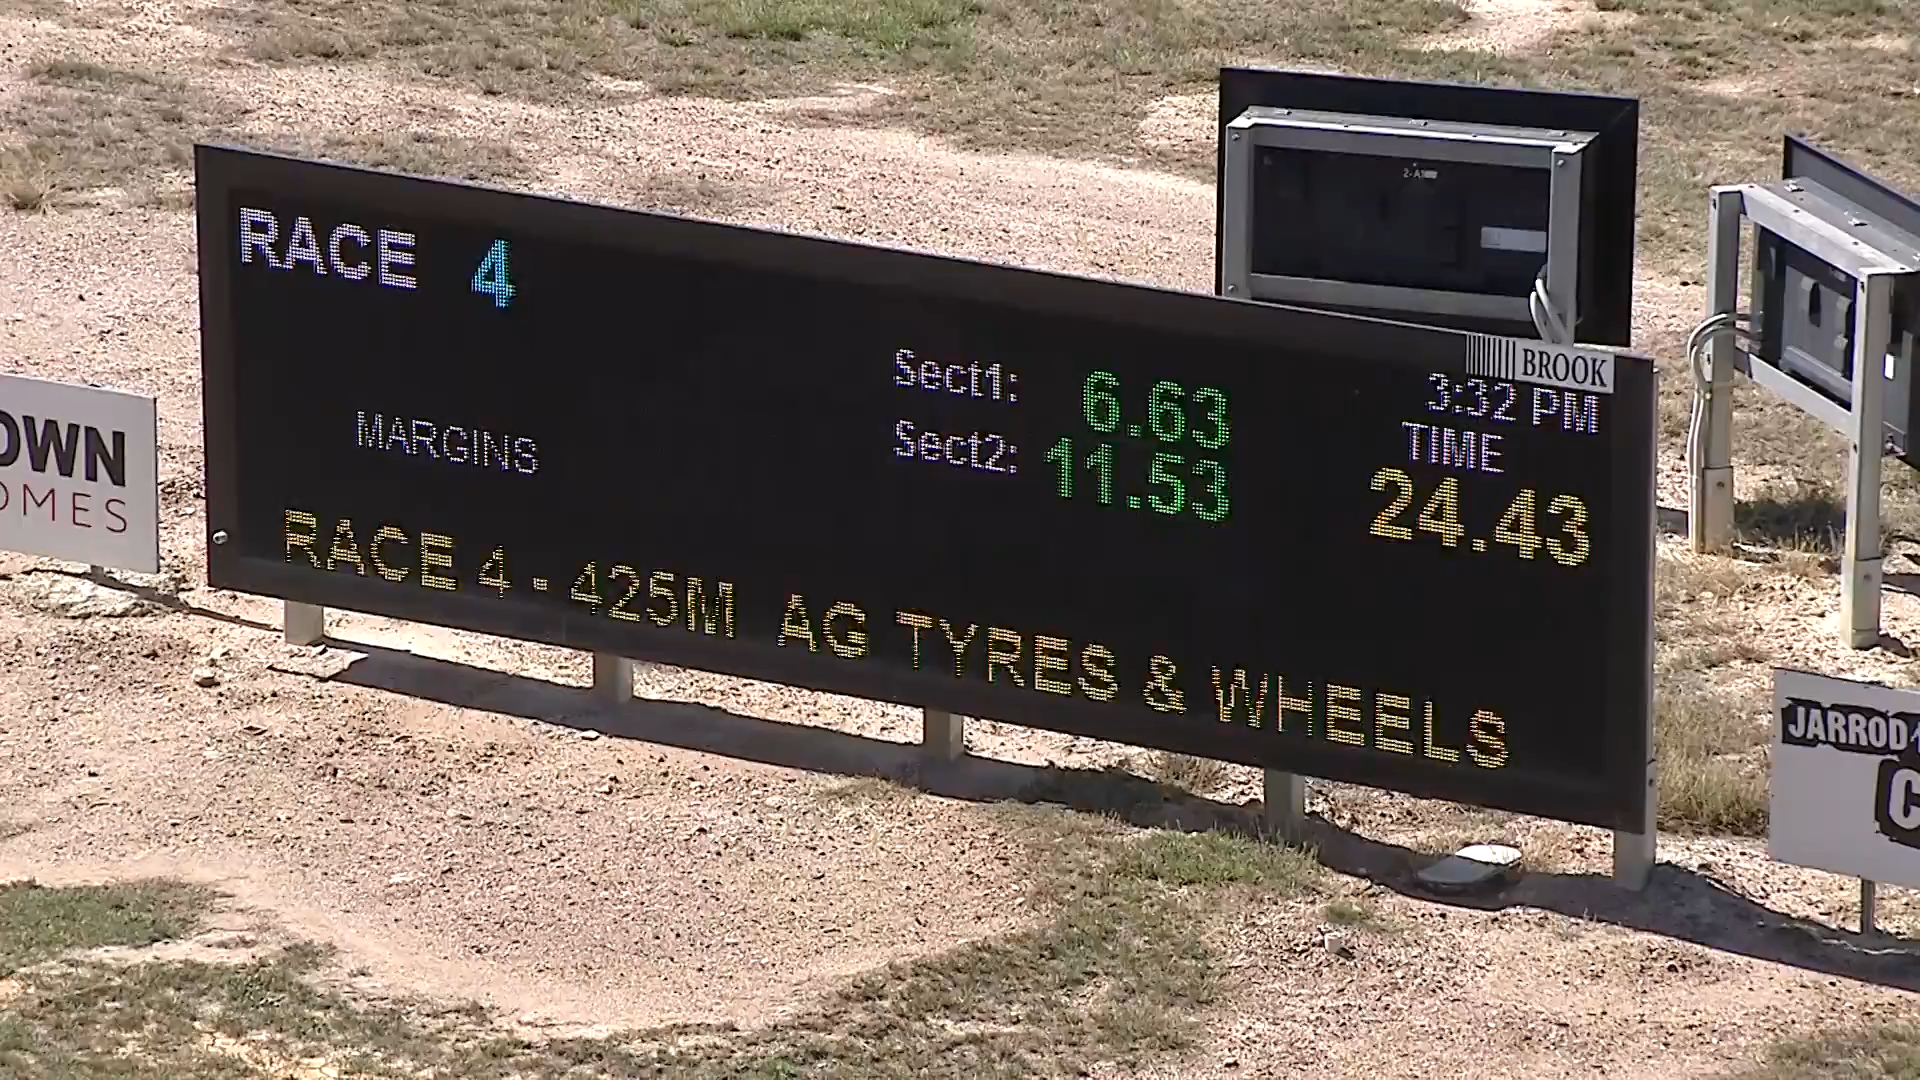 RACE 4
BROOK
3:32 PM
Sect1: 6.63
TIME
MARGINS
Sect2: 11.53
24.43
RACE 4 - 425M AG TYRES & WHEELS
OWN
OMES
JARROD
C